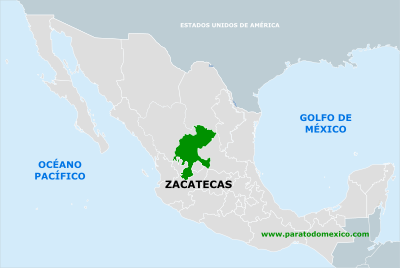 ESTADOS UNIDOS DE AMÉRICA
GOLFO DE
MÉXICO
OCÉANO
PACÍFICO
ZACATECAS
www.paratodomexico.com